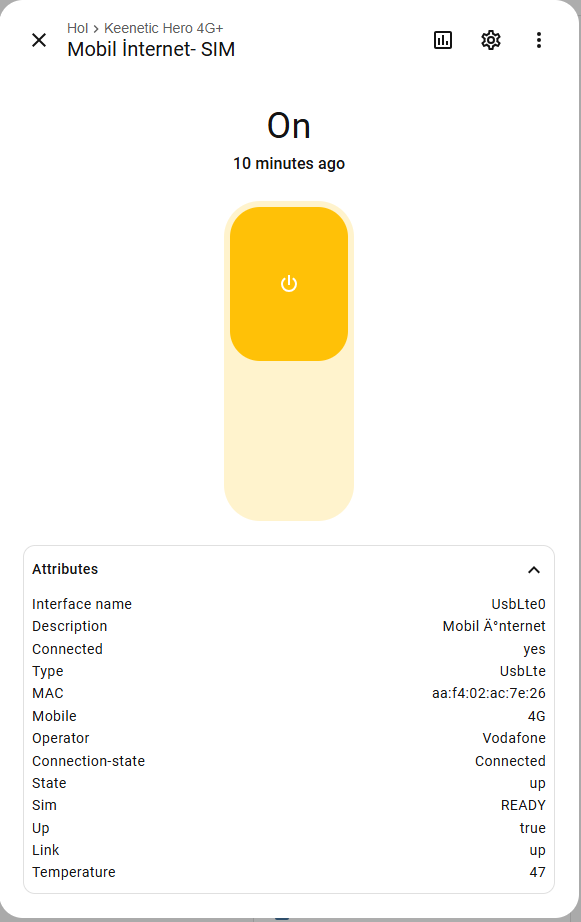 Hol > Keenetic Hero 4G+
Mobil İnternet- SIM
On
10 minutes ago
Attributes
Interface name UsbLte0
Description Mobil Ä°nternet
Connected yes
Type UsbLte
MAC aa:f4:02:ac:7e:26
Mobile 4G
Operator Vodafone
Connection-state Connected
State up
Sim READY
Up true
Link up
Temperature 47